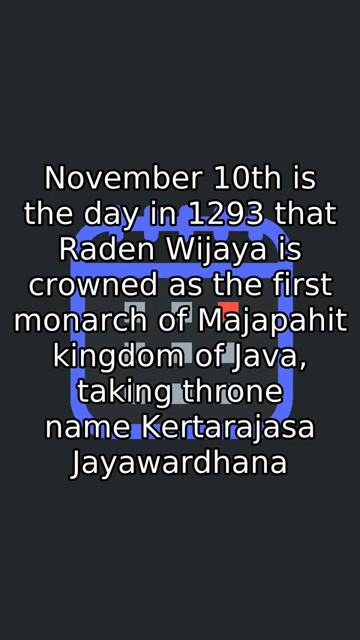 November 10th is
the day in 1293 that
Raden Wijaya is
crowned as the first
monarch of Majapahit
kingdom of Java,
taking throne
name Kertarajasa
Jayawardhana